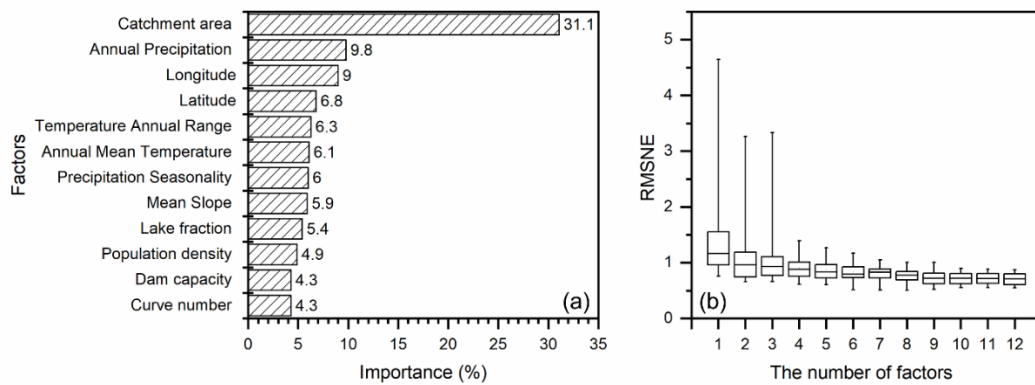 Factors
Catchment area
31.1
Annual Precipitation
9.8
Longitude
9
Latitude
6.8
Temperature Annual Range
6.3
Annual Mean Temperature
6.1
Precipitation Seasonality
6
Mean Slope
5.9
Lake fraction
5.4
Population density
4.9
Dam capacity
4.3
Curve number
4.3
(a)
0 5 10 15 20 25 30 35
Importance (%)
RMSNE
5
4
3
2
1
0
(b)
1 2 3 4 5 6 7 8 9 10 11 12
The number of factors